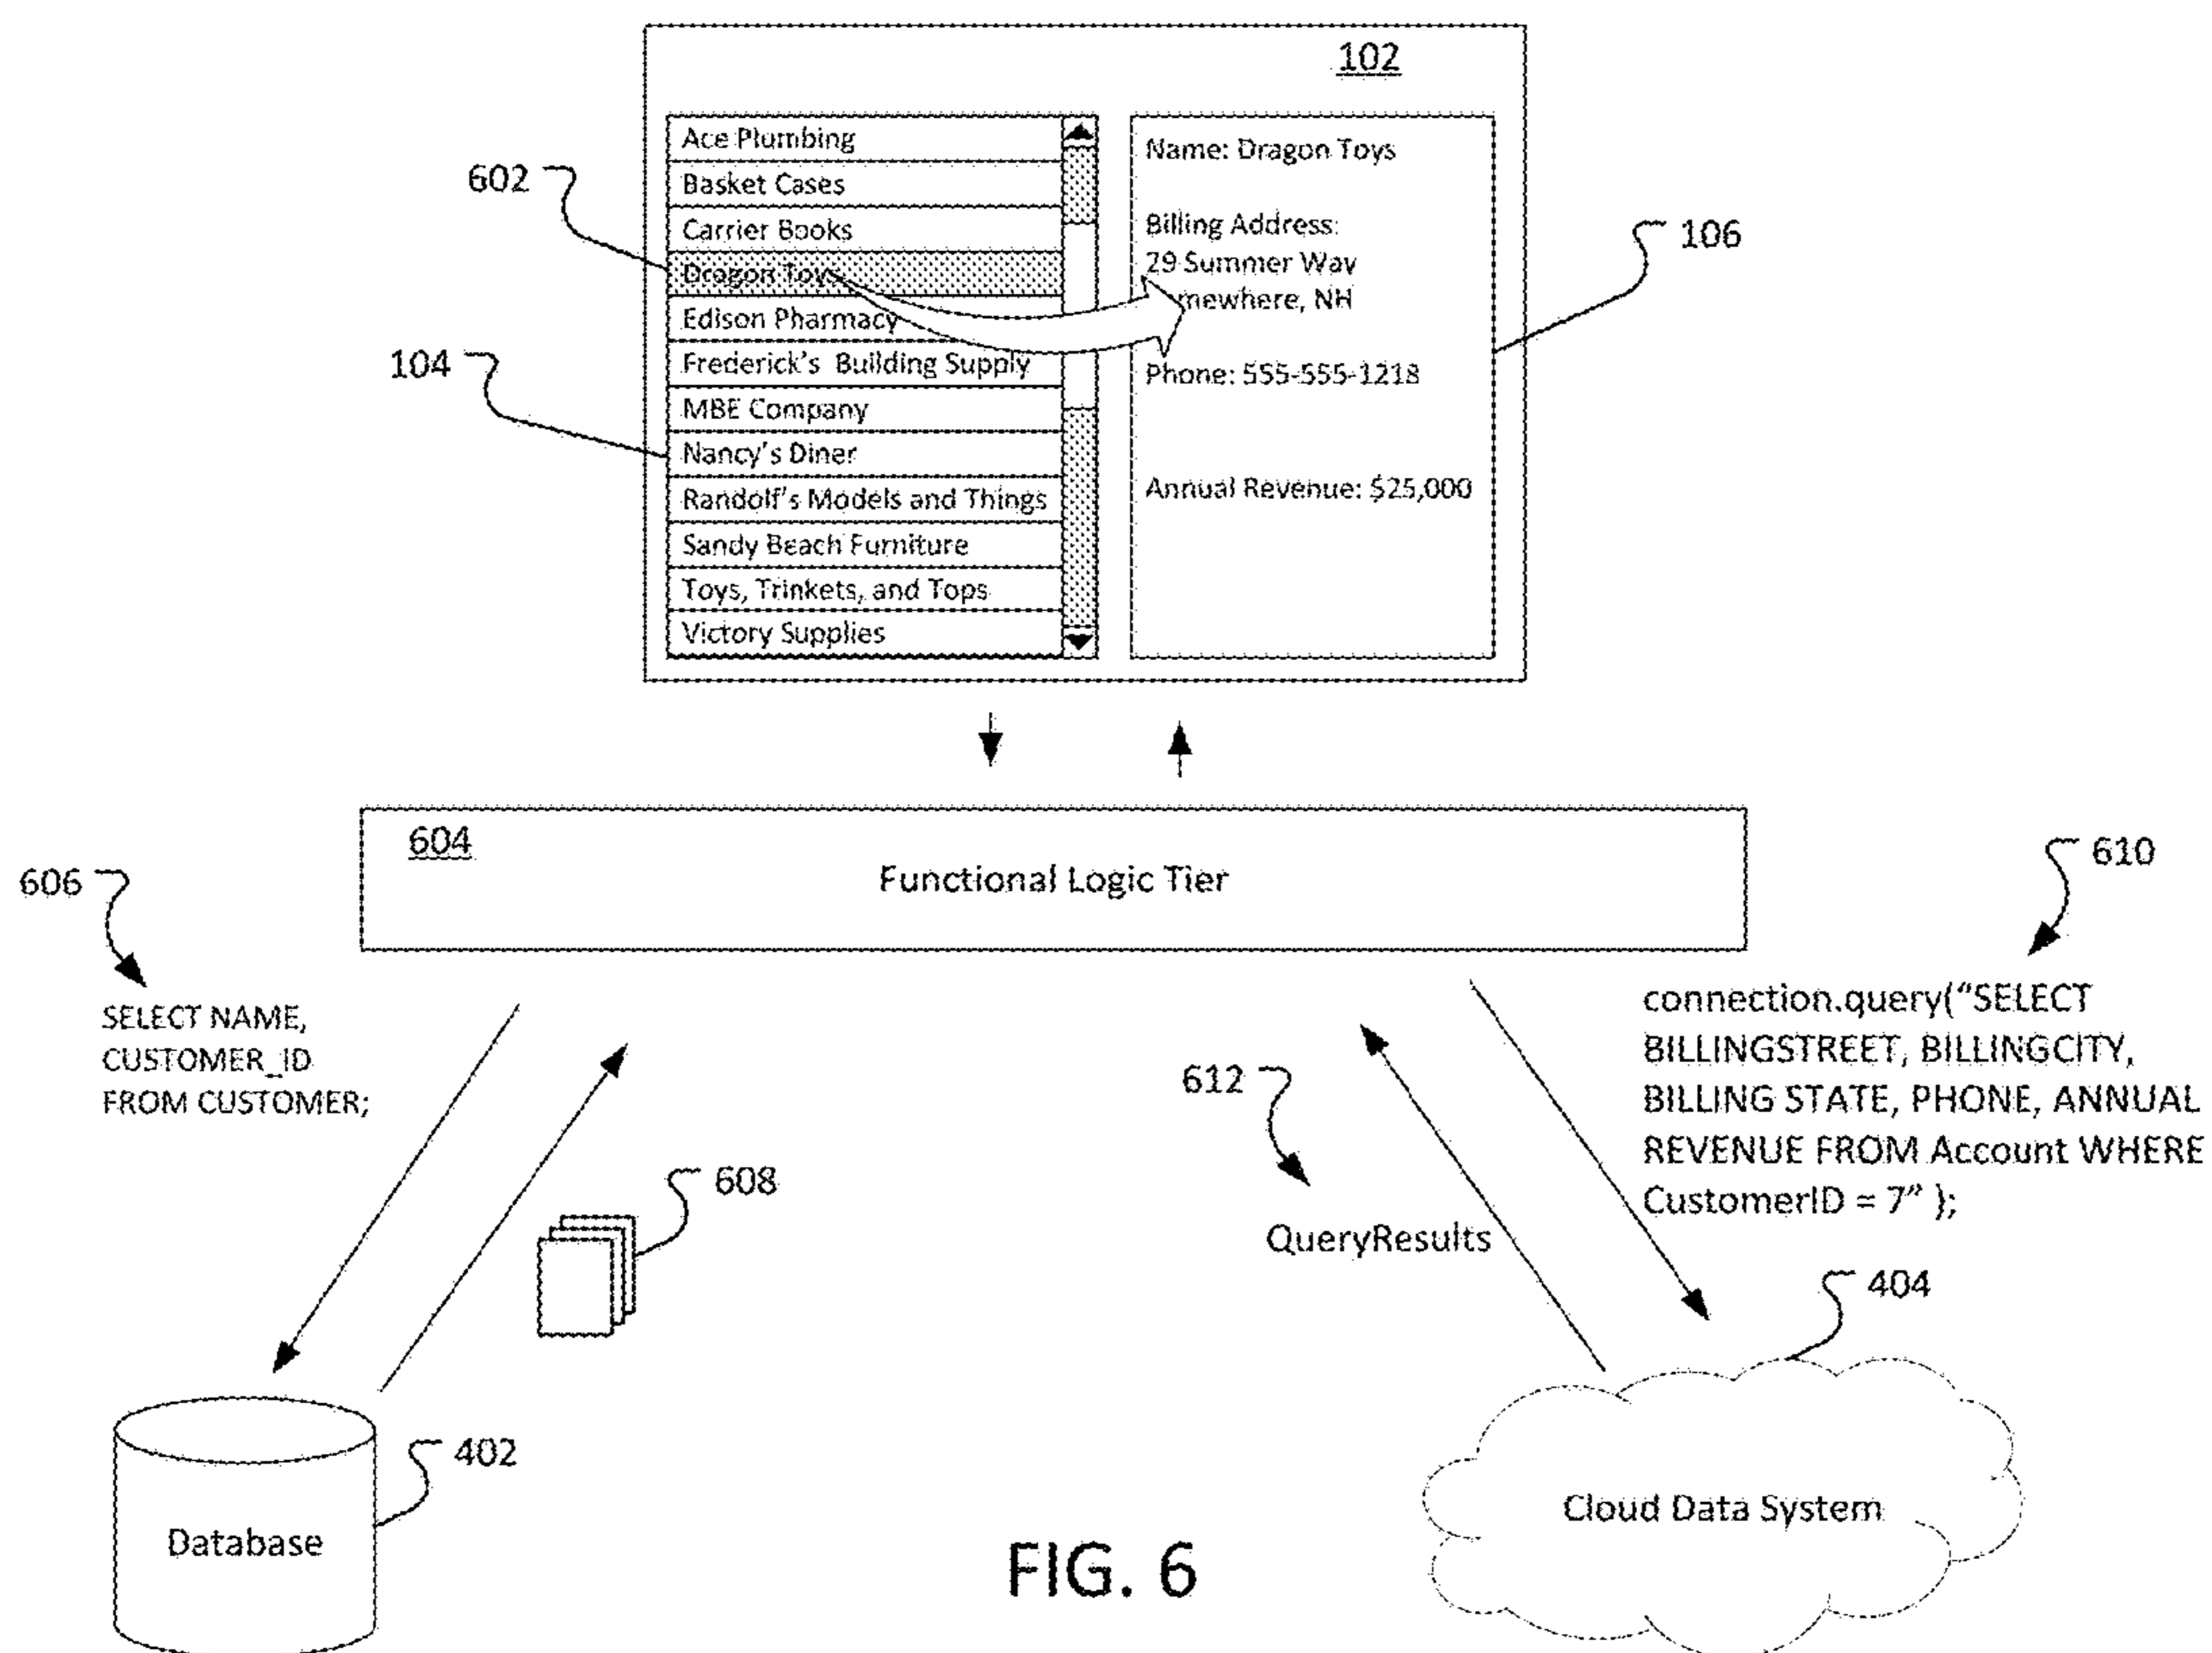 102
Ace Plumbing
Basket Cases
Carrier Books
Dragon Toys
Edison Pharmacy
Frederick's Building Supply
MBE Company
Nancy's Diner
Randolf's Models and Things
Sandy Beach Furniture
Toys, Trinkets, and Tops
Victory Supplies
Name: Dragon Toys
Billing Address:
29 Summer Way
mewhere, NH
Phone: 555-555-1218
Annual Revenue: $25,000
602
104
106
604
Functional Logic Tier
606
SELECT NAME,
CUSTOMER_ID
FROM CUSTOMER;
608
610
connection.query("SELECT
BILLINGSTREET, BILLINGCITY,
BILLING STATE, PHONE, ANNUAL
REVENUE FROM Account WHERE
CustomerID = 7" );
612
QueryResults
404
402
Database
Cloud Data System
FIG. 6